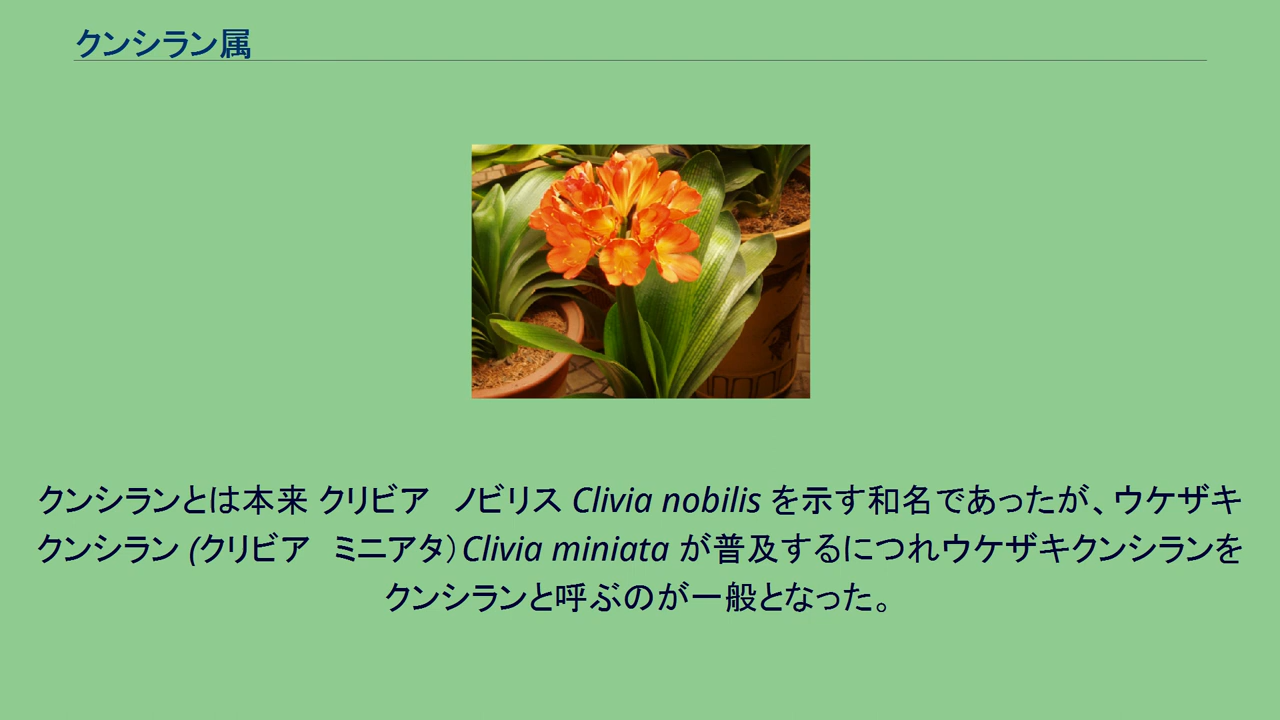 クンシラン属
クンシランとは本来 クリビア　ノビリス Clivia nobilis を示す和名であったが、ウケザキ
クンシラン (クリビア　ミニアタ）Clivia miniata が普及するにつれウケザキクンシランを
クンシランと呼ぶのが一般となった。